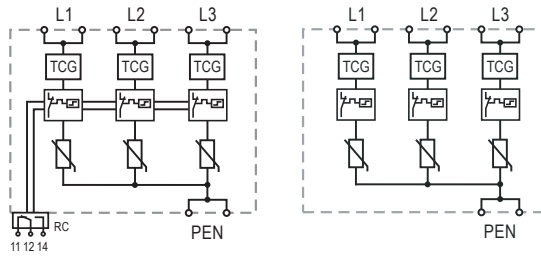 L1 L2 L3
TCG TCG TCG
RC
11 12 14
PEN
L1 L2 L3
TCG TCG TCG
PEN